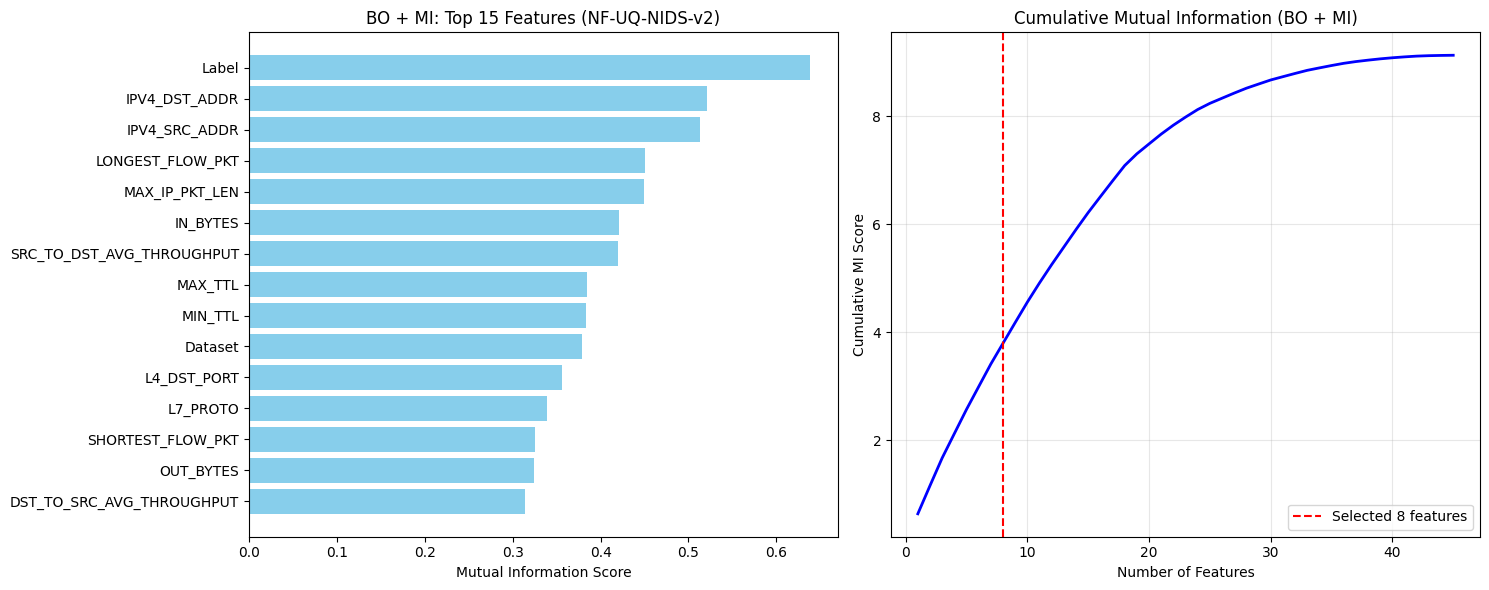 BO + MI: Top 15 Features (NF-UQ-NIDS-v2)
Label
IPV4_DST_ADDR
IPV4_SRC_ADDR
LONGEST_FLOW_PKT
MAX_IP_PKT_LEN
IN_BYTES
SRC_TO_DST_AVG_THROUGHPUT
MAX_TTL
MIN_TTL
Dataset
L4_DST_PORT
L7_PROTO
SHORTEST_FLOW_PKT
OUT_BYTES
DST_TO_SRC_AVG_THROUGHPUT
0.0 0.1 0.2 0.3 0.4 0.5 0.6
Mutual Information Score
Cumulative Mutual Information (BO + MI)
Cumulative MI Score
8
6
4
2
Selected 8 features
0 10 20 30 40
Number of Features